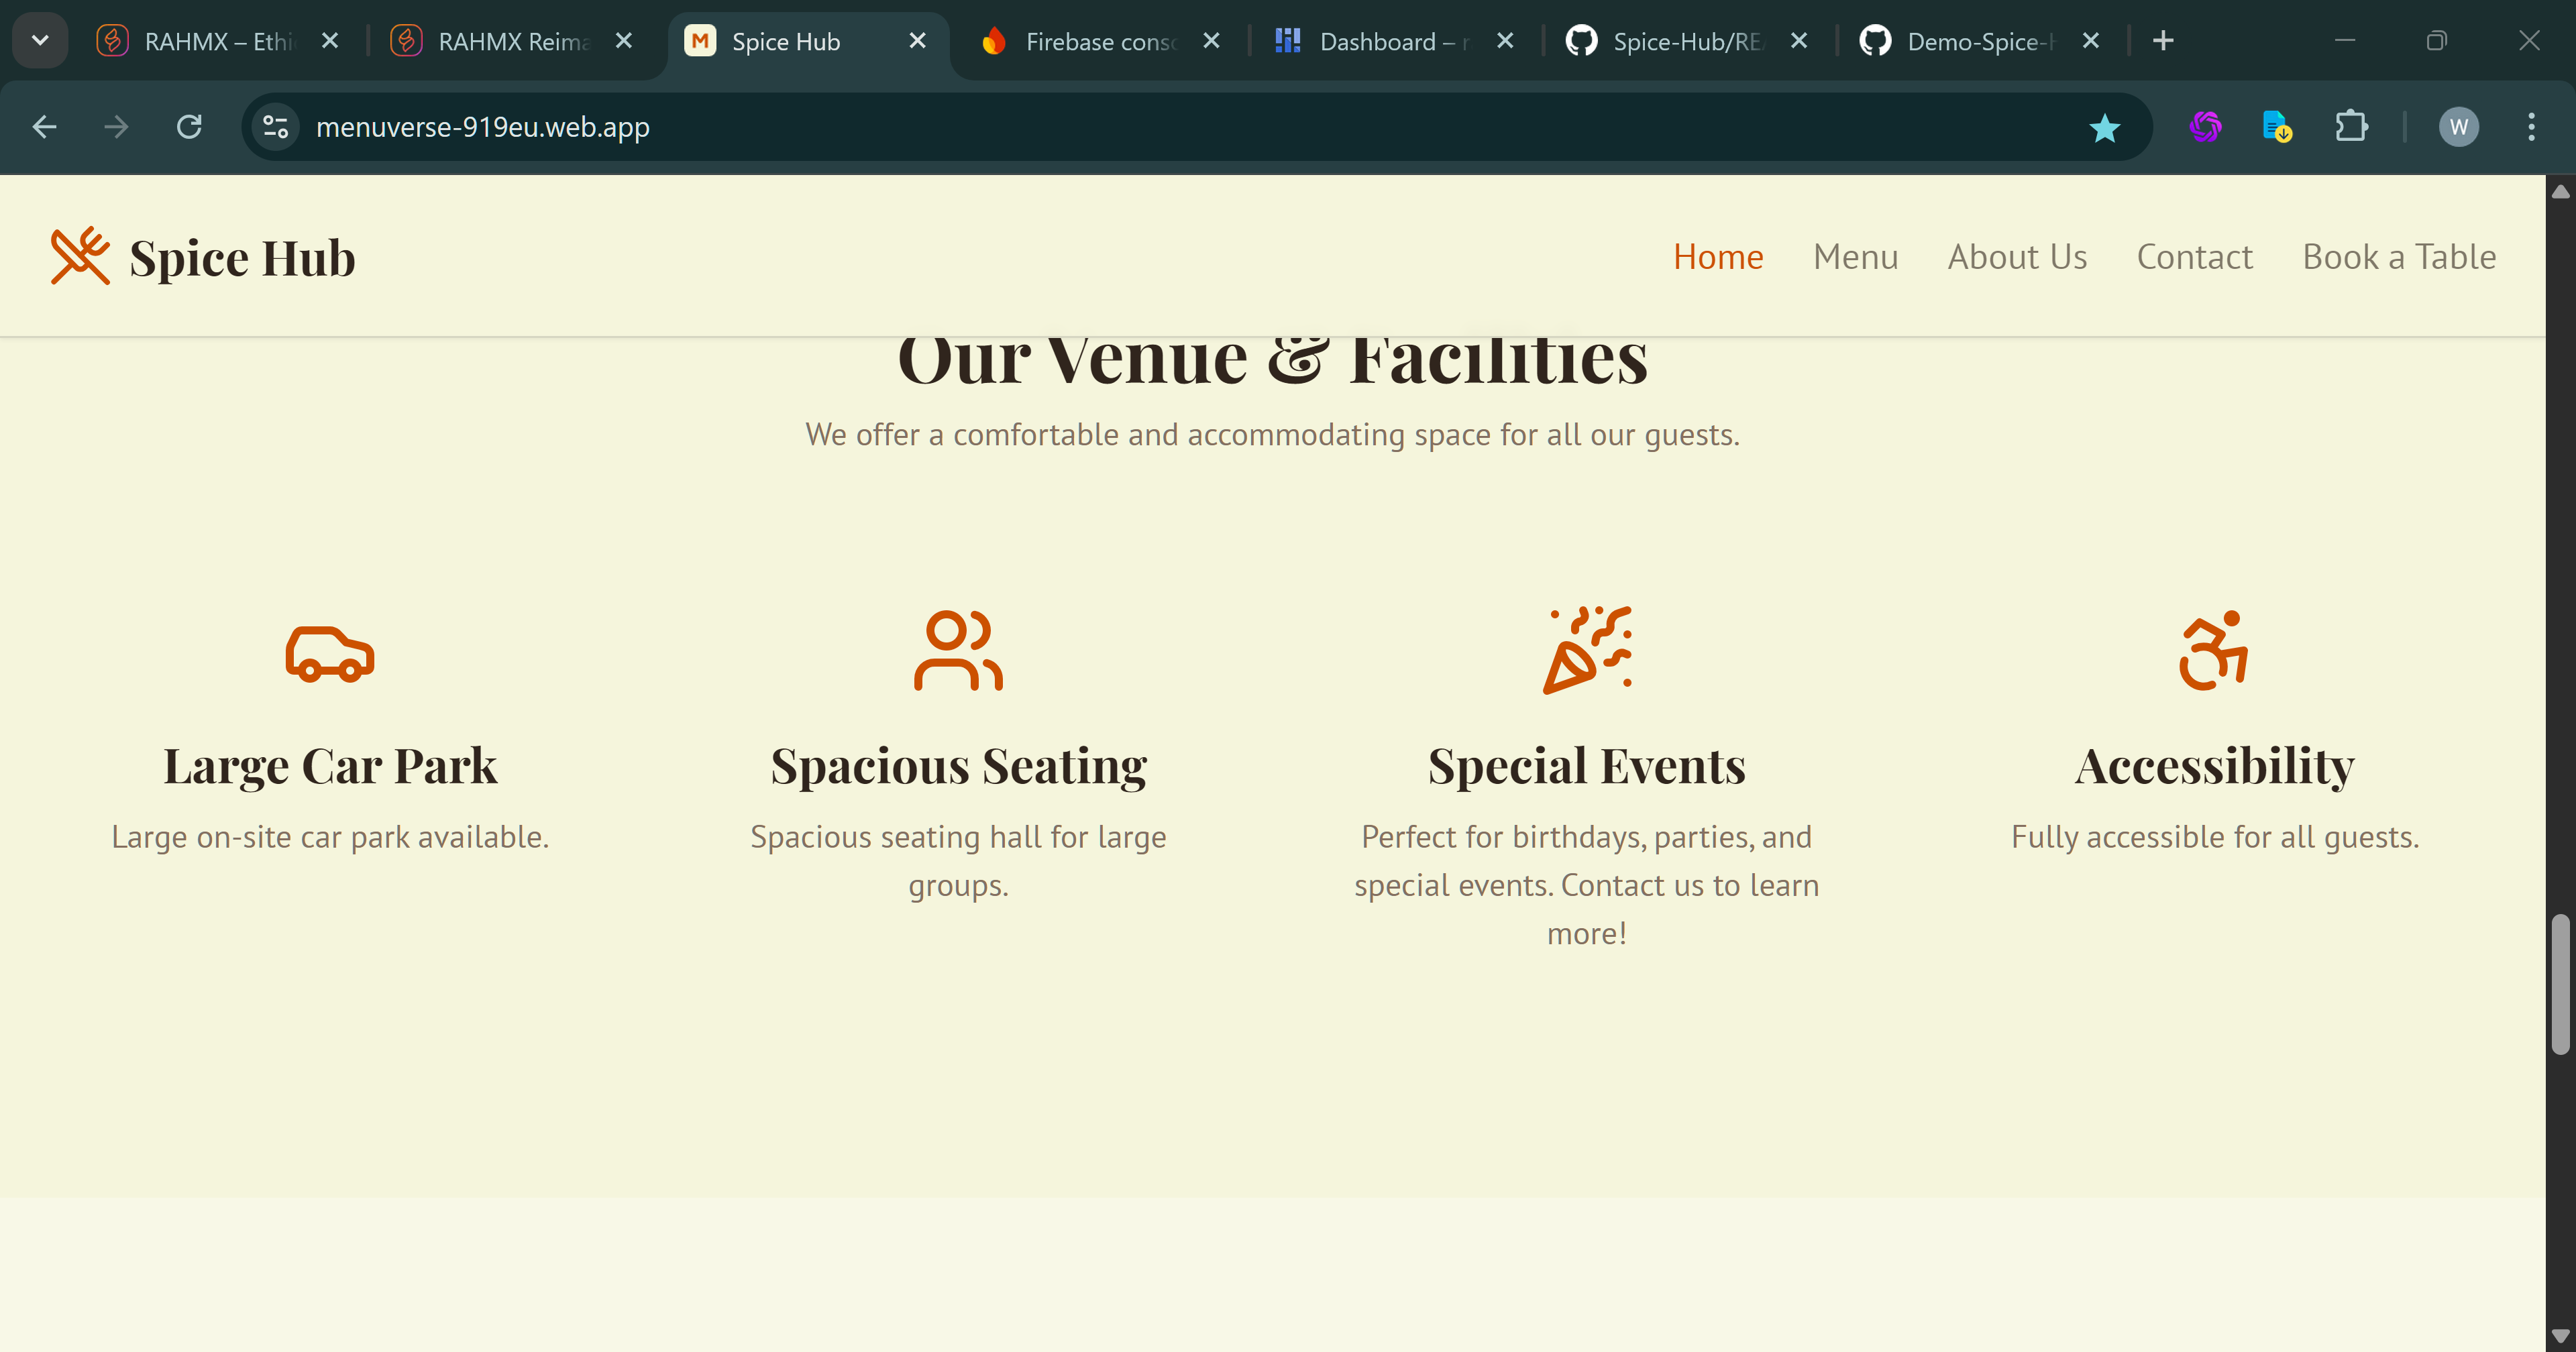 RAHMX – Ethi
RAHMX Reima
Spice Hub
Firebase cons
Dashboard –
Spice-Hub/RE
Demo-Spice-
menuverse-919eu.web.app
W
Spice Hub
Home
Menu
About Us
Contact
Book a Table
Our Venue & Facilities
We offer a comfortable and accommodating space for all our guests.
Large Car Park
Large on-site car park available.
Spacious Seating
Spacious seating hall for large
groups.
Special Events
Perfect for birthdays, parties, and
special events. Contact us to learn
more!
Accessibility
Fully accessible for all guests.